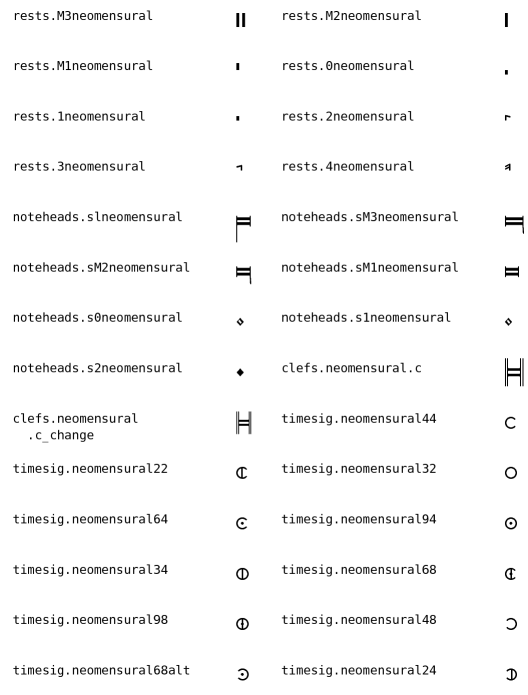 rests.M3neomensural rests.M2neomensural
rests.M1neomensural rests.0neomensural
rests.1neomensural rests.2neomensural
rests.3neomensural rests.4neomensural
noteheads.slneomensural noteheads.sM3neomensural
noteheads.sM2neomensural noteheads.sM1neomensural
noteheads.s0neomensural noteheads.s1neomensural
noteheads.s2neomensural clefs.neomensural.c
clefs.neomensural timesig.neomensural44
.c_change
timesig.neomensural22 timesig.neomensural32
timesig.neomensural64 timesig.neomensural94
timesig.neomensural34 timesig.neomensural68
timesig.neomensural98 timesig.neomensural48
timesig.neomensural68alt timesig.neomensural24